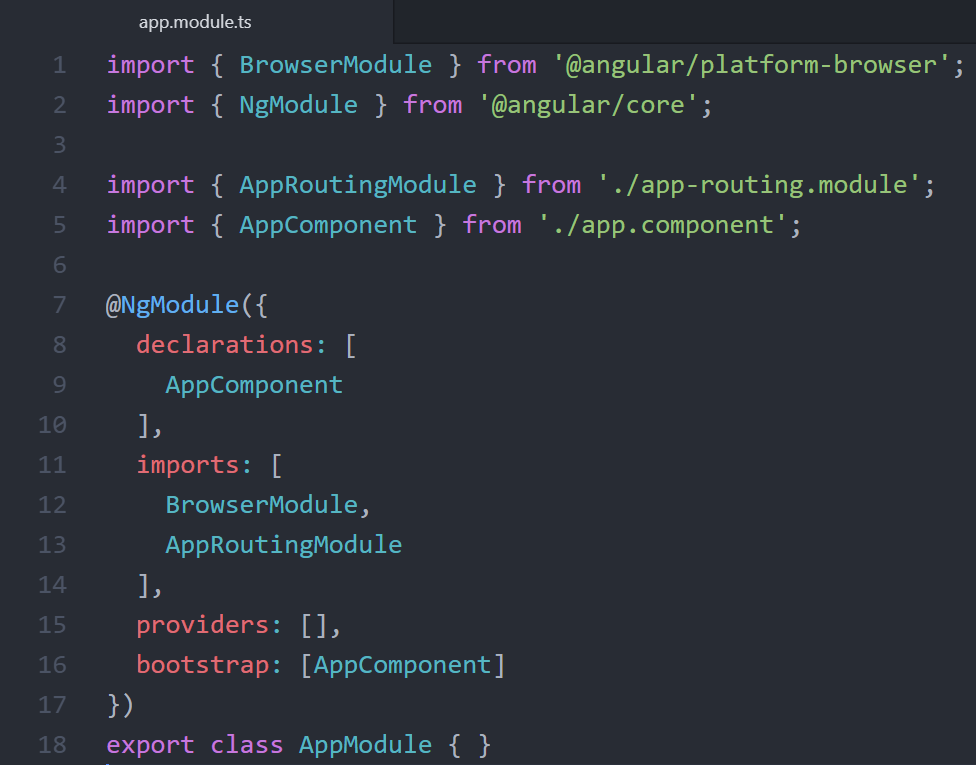 app.module.ts
1 import { BrowserModule } from '@angular/platform-browser';
2 import { NgModule } from '@angular/core';
3
4 import { AppRoutingModule } from './app-routing.module';
5 import { AppComponent } from './app.component';
6
7 @NgModule({
8   declarations: [
9     AppComponent
10   ],
11   imports: [
12     BrowserModule,
13     AppRoutingModule
14   ],
15   providers: [],
16   bootstrap: [AppComponent]
17 })
18 export class AppModule { }